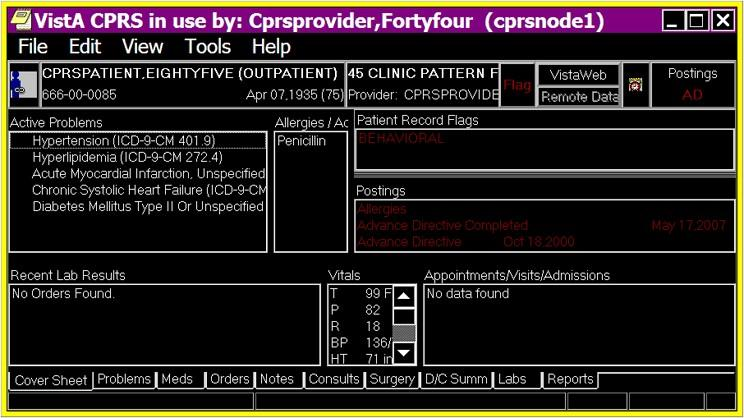 VistA CPRS in use by: Cprsprovider,Fortyfour (cprsnode1)
File Edit View Tools Help
CPRSPATIENT,EIGHTYFIVE (OUTPATIENT)
666-00-0085 Apr 07,1935 (75)
45 CLINIC PATTERN F
Provider: CPRSPROVIDE
Flag
VistaWeb
Remote Data
Postings
AD
Active Problems
Hypertension (ICD-9-CM 401.9)
Hyperlipidemia (ICD-9-CM 272.4)
Acute Myocardial Infarction, Unspecified
Chronic Systolic Heart Failure (ICD-9-CM
Diabetes Mellitus Type II Or Unspecified
Allergies / Ac
Penicillin
Patient Record Flags
BEHAVIORAL
Postings
Allergies
Advance Directive Completed May 17,2007
Advance Directive Oct 18,2000
Recent Lab Results
No Orders Found.
Vitals
T 99 F
P 82
R 18
BP 136/
HT 71 in
Appointments/Visits/Admissions
No data found
Cover Sheet Problems Meds Orders Notes Consults Surgery D/C Summ Labs Reports